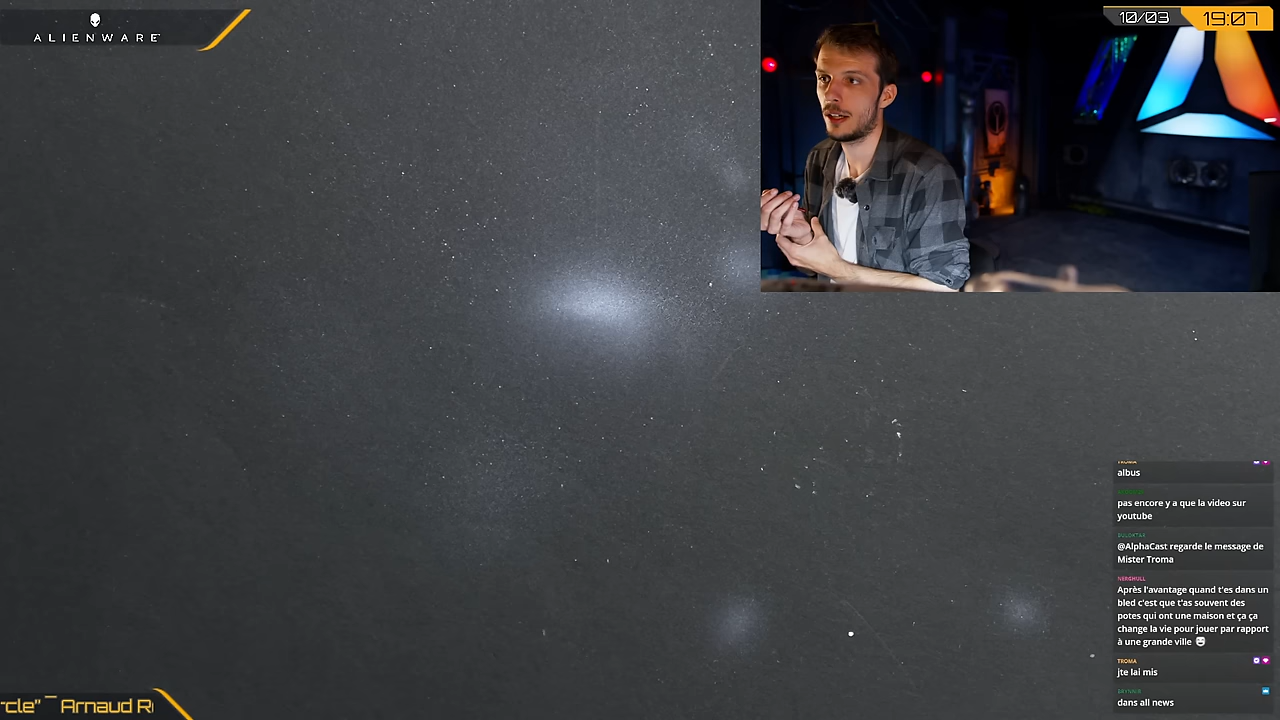 ALIENWARE
10/03
19:07
TROMA
albus
pas encore y a que la video sur
youtube
@AlphaCast regarde le message de
Mister Troma
NERGHULL
Après l'avantage quand t'es dans un
bled c'est que t'as souvent des
potes qui ont une maison et ça ça
change la vie pour jouer par rapport
à une grande ville
TROMA
jte lai mis
dans all news
cle" ‾ Arnaud R